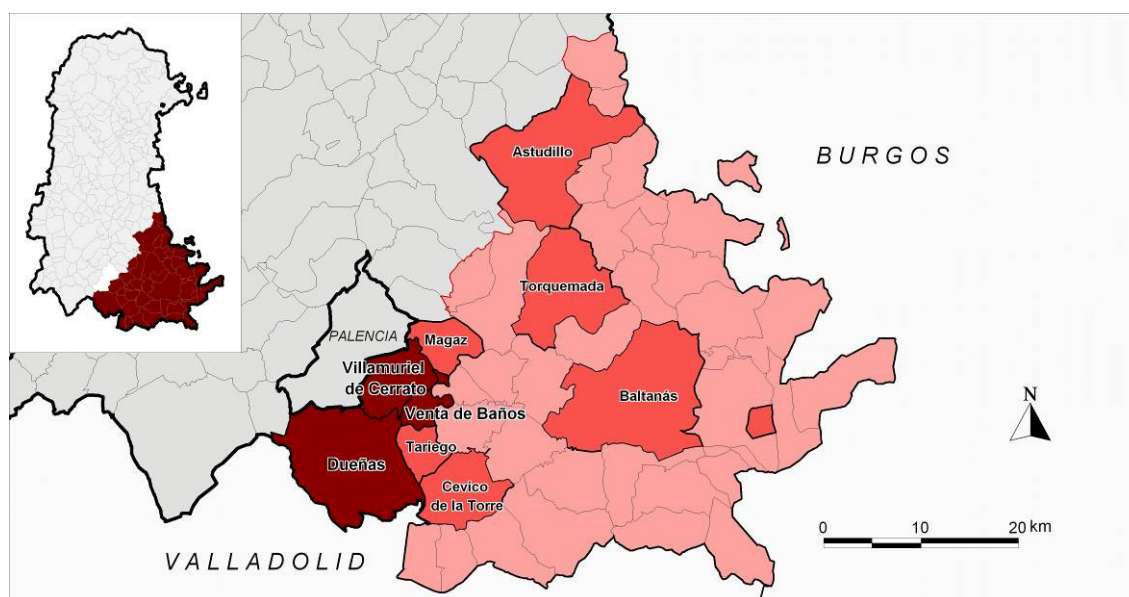 Astudillo
BURGOS
Torquemada
PALENCIA
Magaz
Villamuriel
de Cerrato
Baltanás
Venta de Baños
N
Tariego
Dueñas
Cevico
de la Torre
0 10 20 km
VALLADOLID